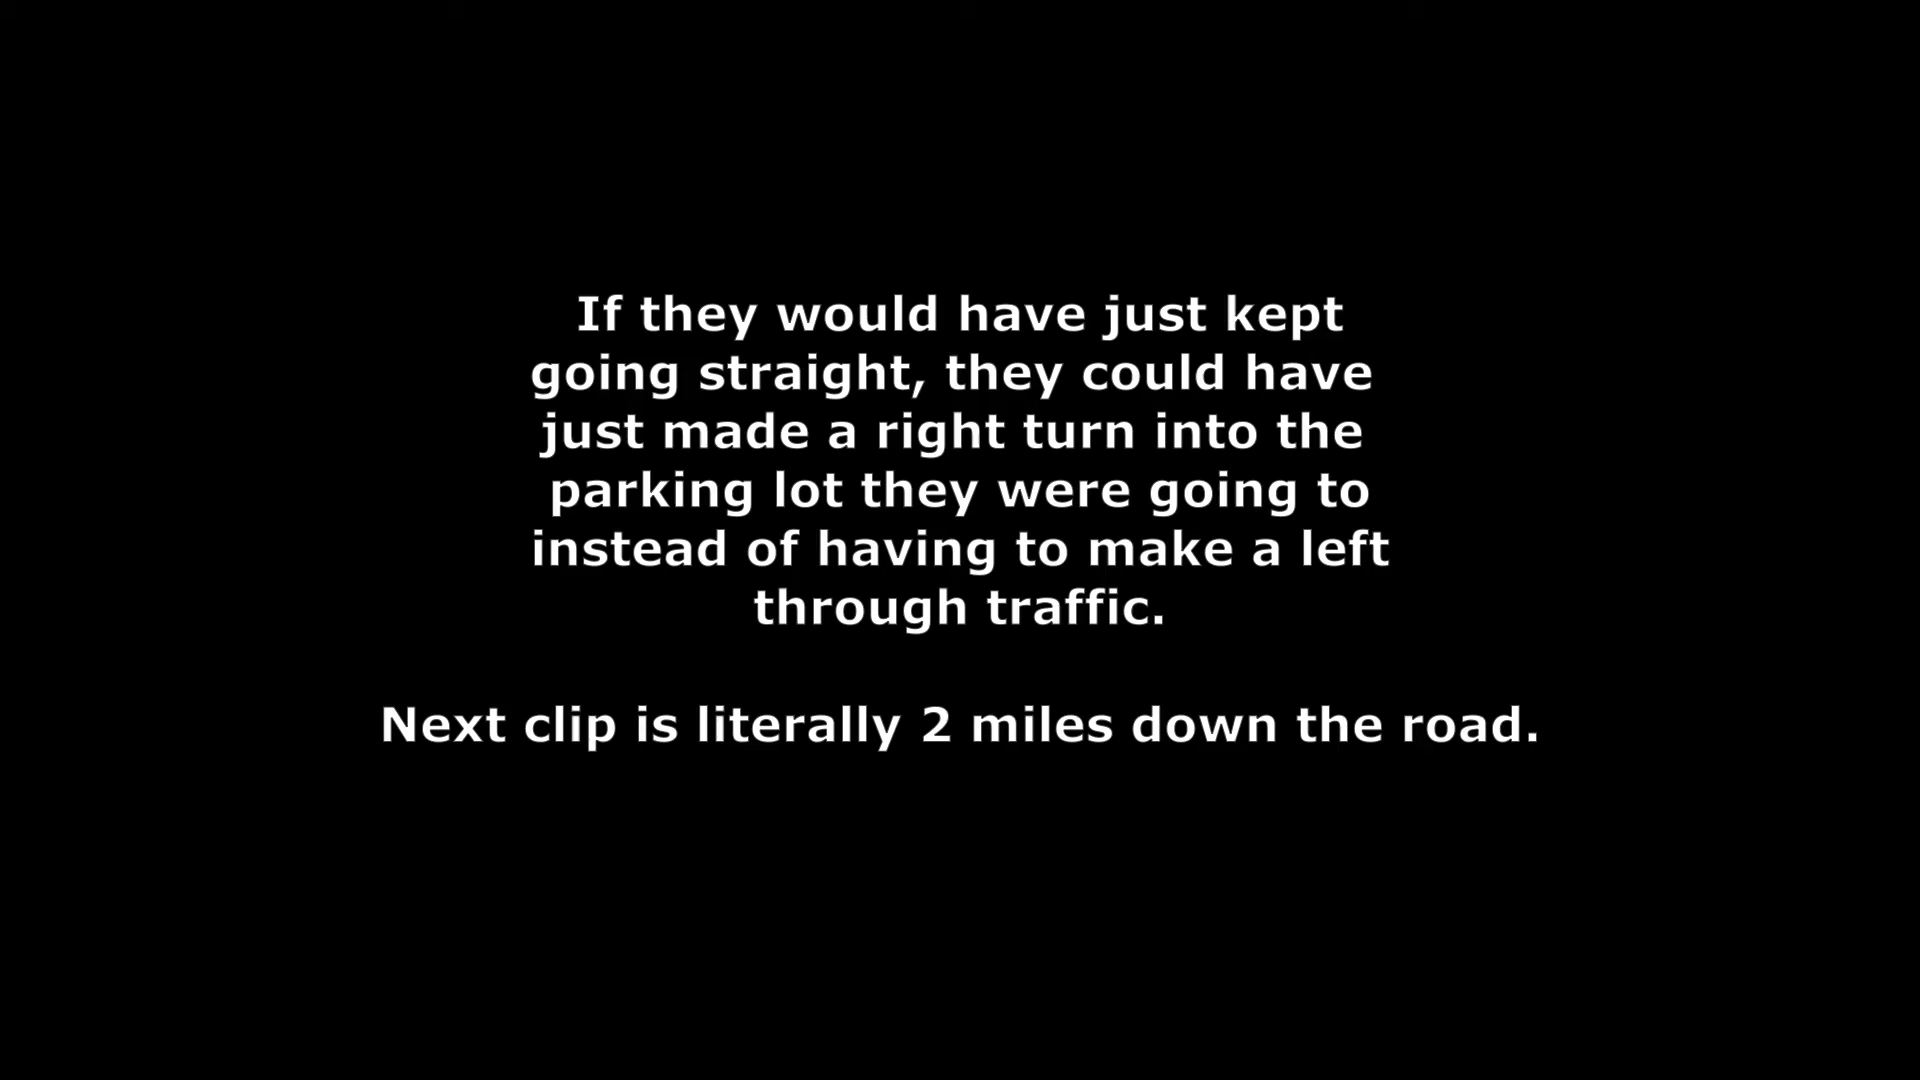 If they would have just kept
going straight, they could have
just made a right turn into the
parking lot they were going to
instead of having to make a left
through traffic.
Next clip is literally 2 miles down the road.